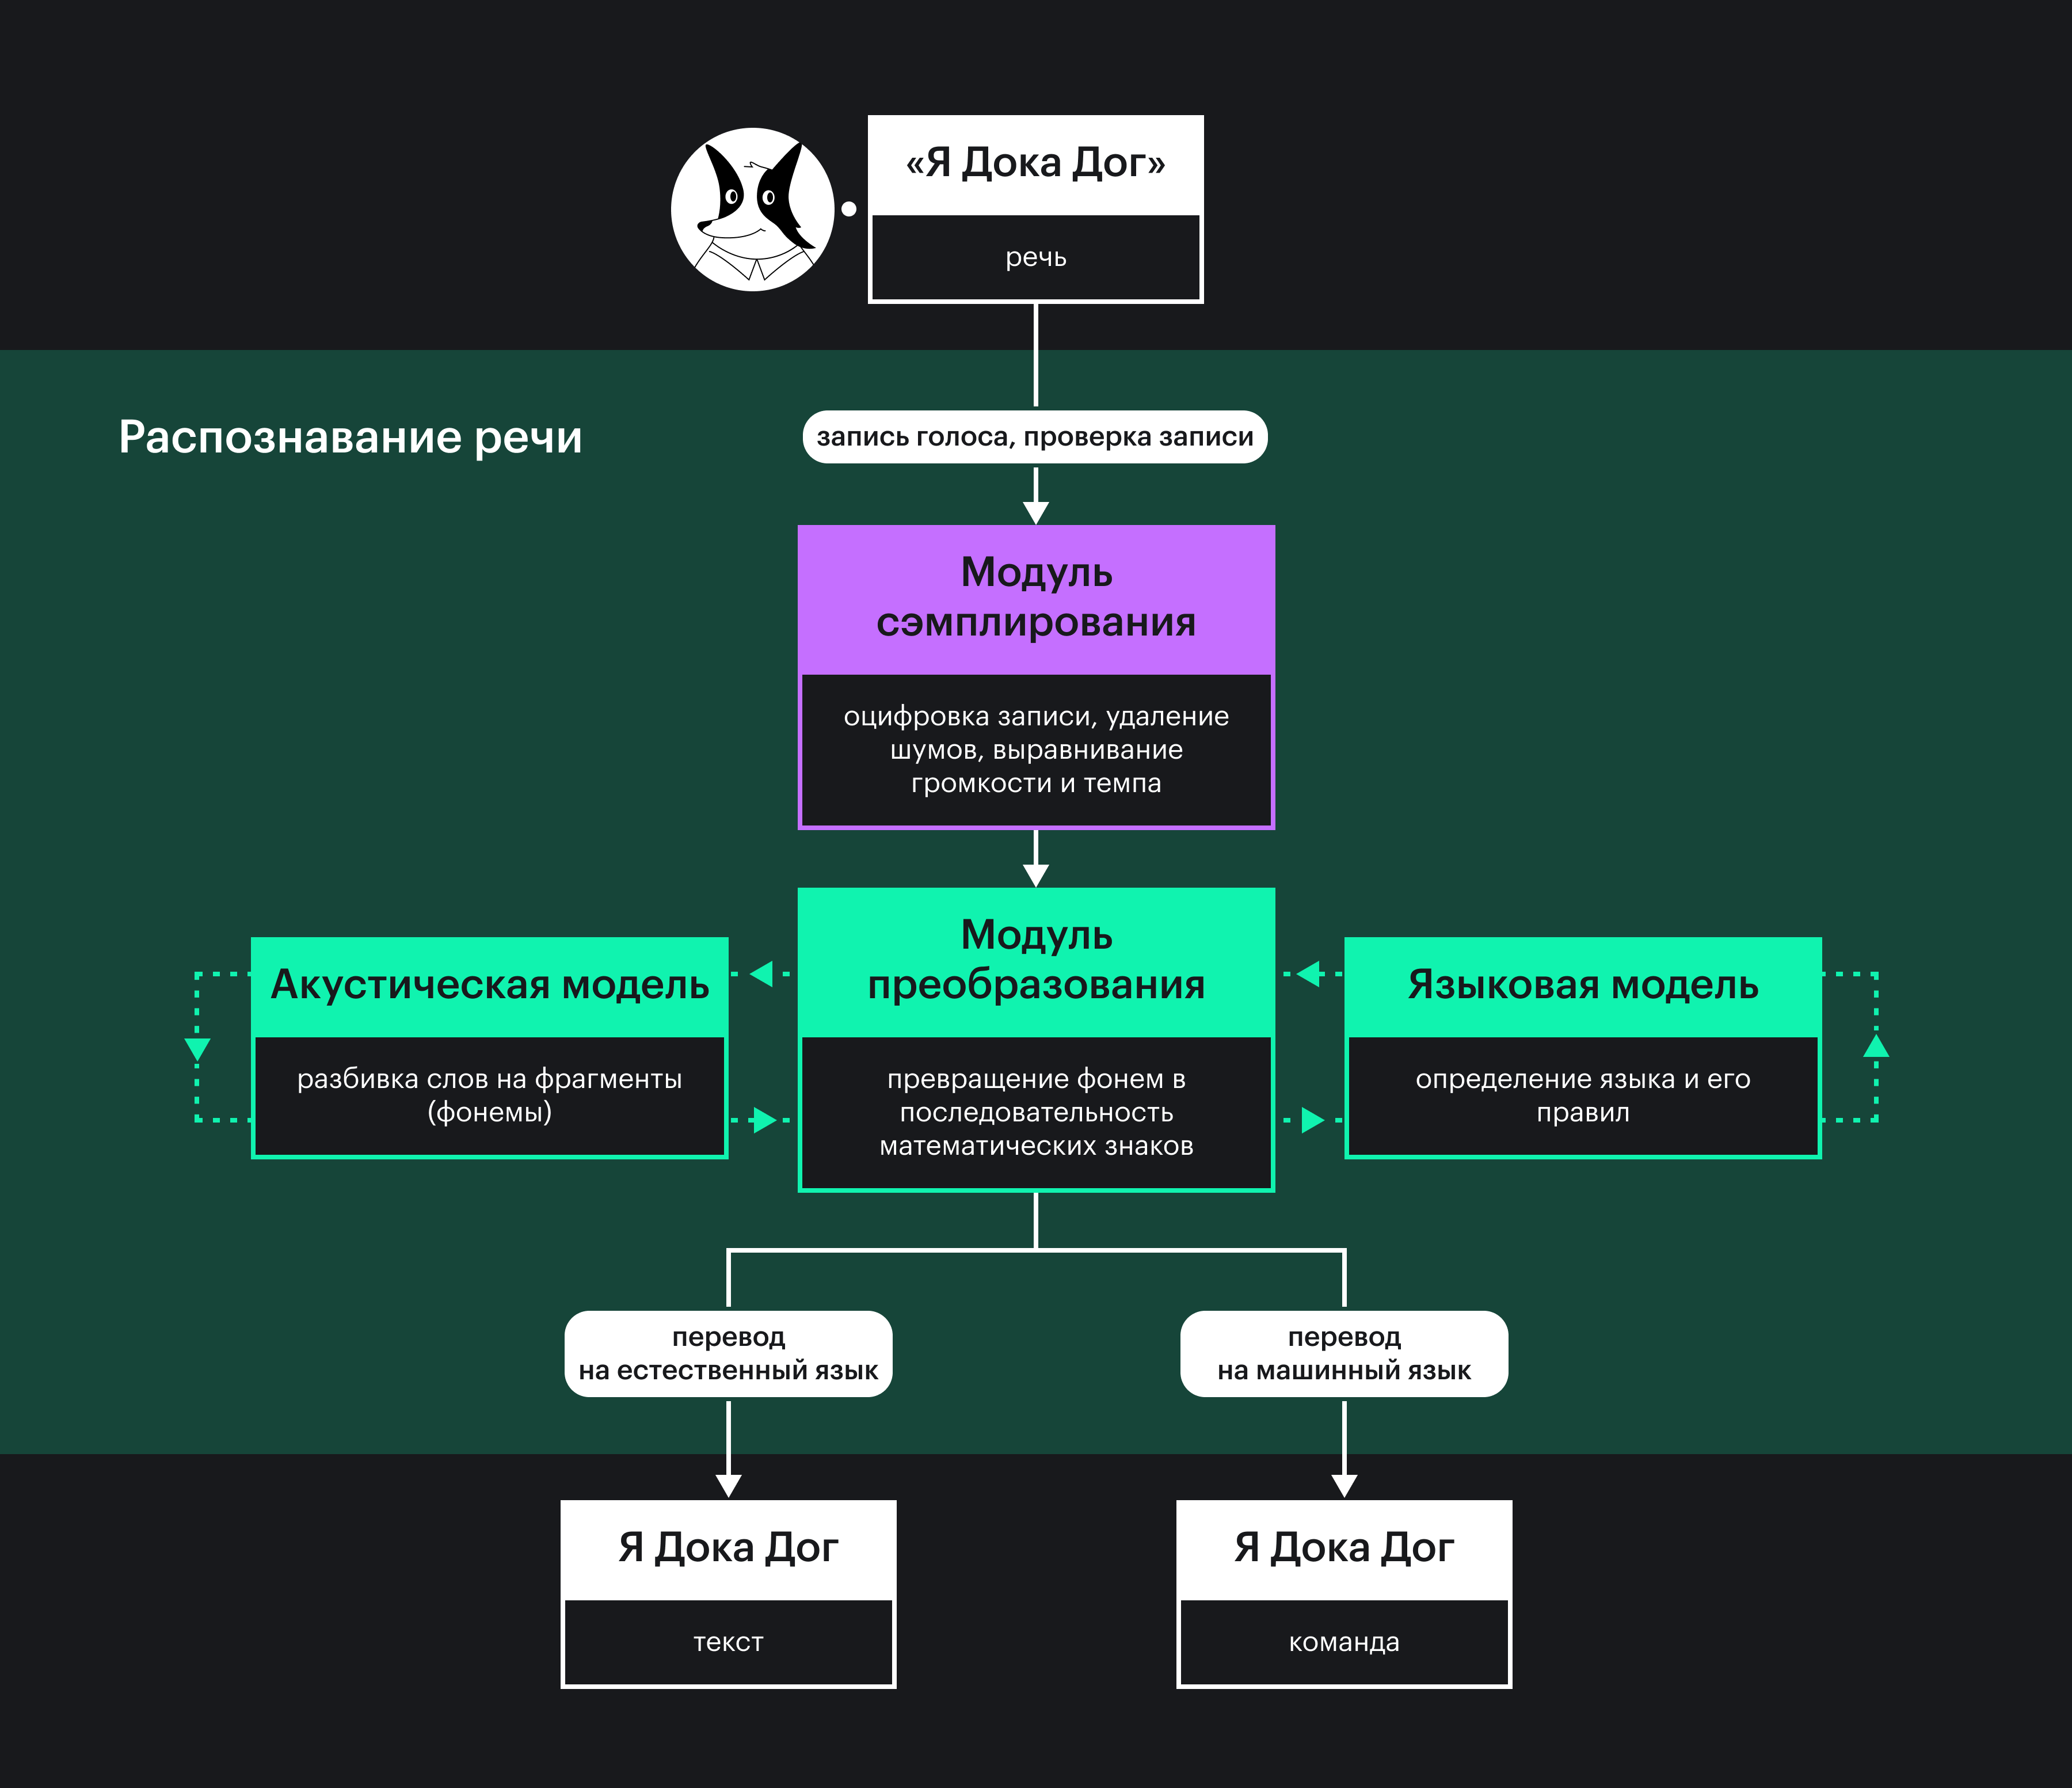 «Я Дока Дог»
речь
Распознавание речи
запись голоса, проверка записи
Модуль
сэмплирования
оцифровка записи, удаление
шумов, выравнивание
громкости и темпа
Акустическая модель
разбивка слов на фрагменты
(фонемы)
Модуль
преобразования
превращение фонем в
последовательность
математических знаков
Языковая модель
определение языка и его
правил
перевод
на естественный язык
перевод
на машинный язык
Я Дока Дог
текст
Я Дока Дог
команда